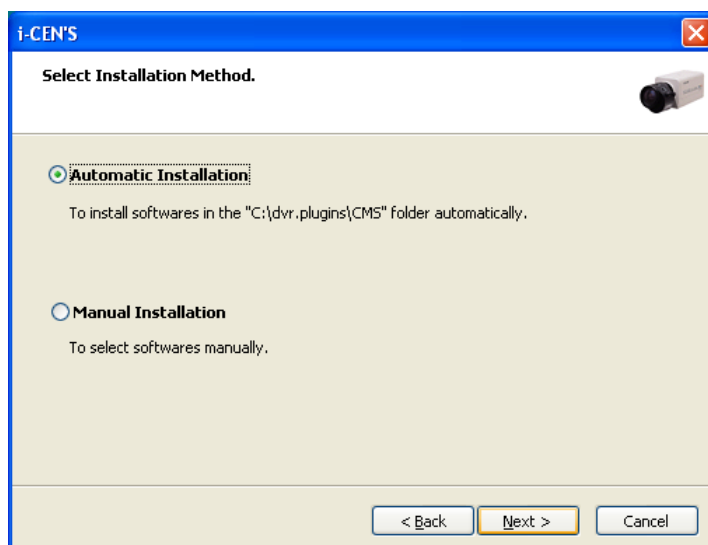 i-CEN'S
Select Installation Method.
Automatic Installation
To install softwares in the "C:\dvr.plugins\CMS" folder automatically.
Manual Installation
To select softwares manually.
< Back
Next >
Cancel